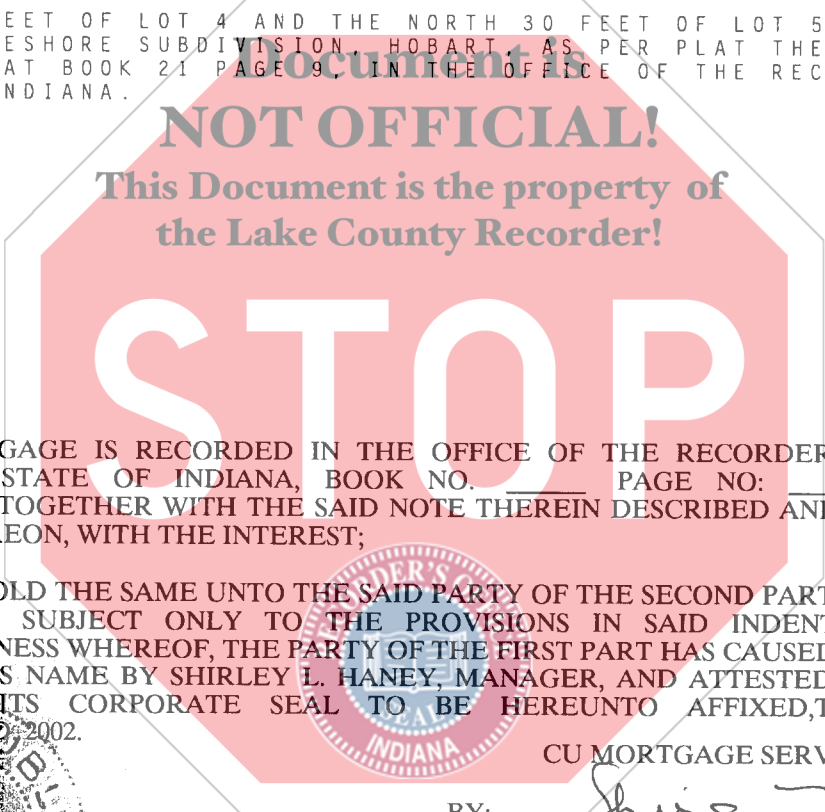 EET OF LOT 4 AND THE NORTH 30 FEET OF LOT 5
ESHORE SUBDIVISION, HOBART, AS PER PLAT THE
AT BOOK 21 PAGE 9, IN THE OFFICE OF THE REC
NDIANA.
Document is
NOT OFFICIAL!
This Document is the property of
the Lake County Recorder!
STOP
GAGE IS RECORDED IN THE OFFICE OF THE RECORDER
STATE OF INDIANA, BOOK NO. ______ PAGE NO: ___
TOGETHER WITH THE SAID NOTE THEREIN DESCRIBED AN
EON, WITH THE INTEREST;
OLD THE SAME UNTO THE SAID PARTY OF THE SECOND PART
SUBJECT ONLY TO THE PROVISIONS IN SAID INDENT
NESS WHEREOF, THE PARTY OF THE FIRST PART HAS CAUSED
S NAME BY SHIRLEY L. HANEY, MANAGER, AND ATTESTED
ITS CORPORATE SEAL TO BE HEREUNTO AFFIXED,T
2002.
RECORDER'S OFFICE
SEAL
INDIANA
CU MORTGAGE SERV
BY: